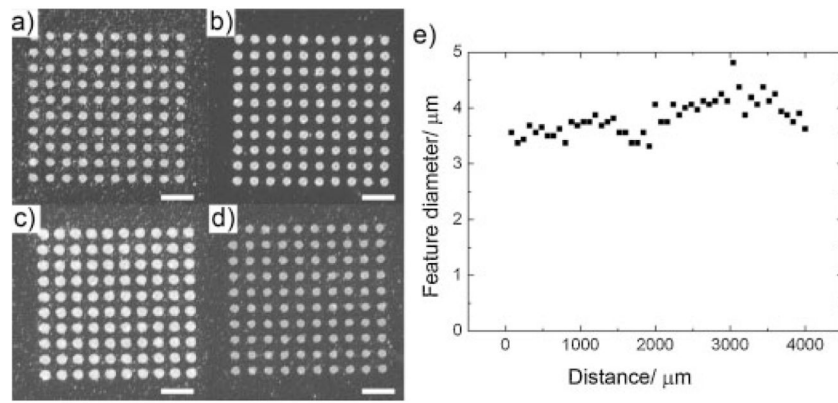 a)
b)
c)
d)
e)
Feature diameter/ μm
5
4
3
2
1
0
0 1000 2000 3000 4000
Distance/ μm